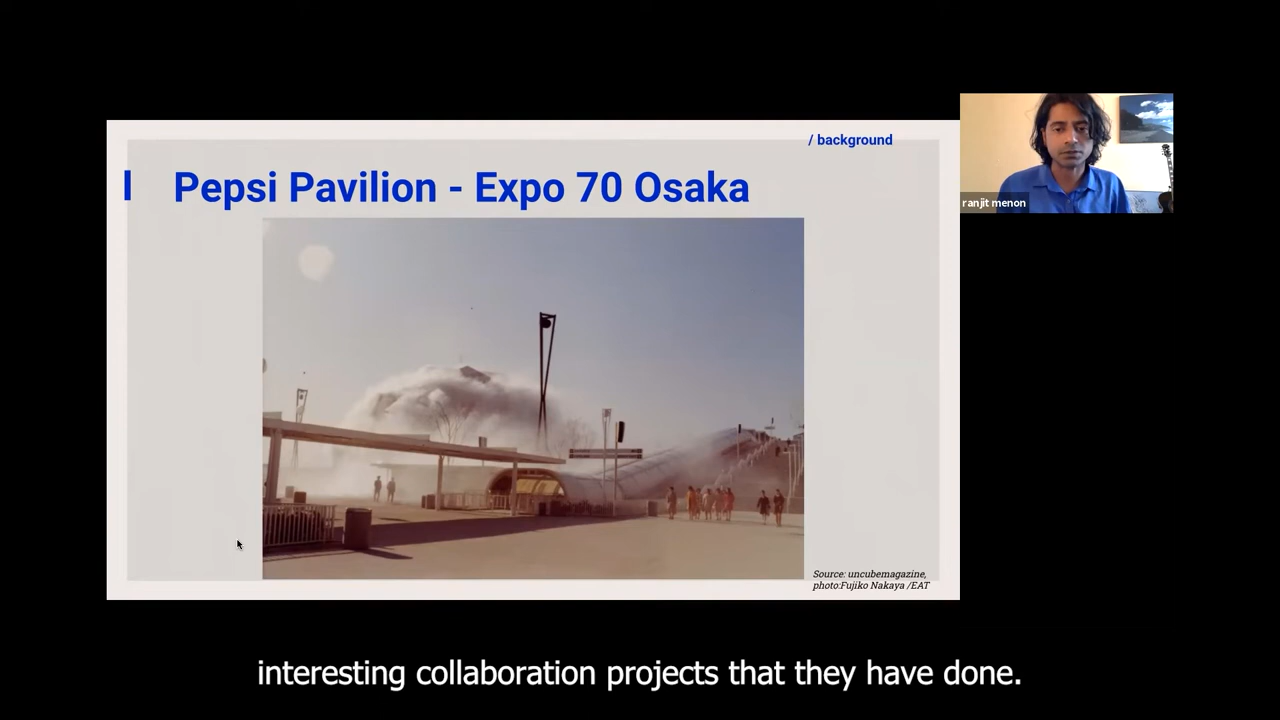 / background
Pepsi Pavilion - Expo 70 Osaka
ranjit menon
Source: uncubemagazine,
photo:Fujiko Nakaya /EAT
interesting collaboration projects that they have done.